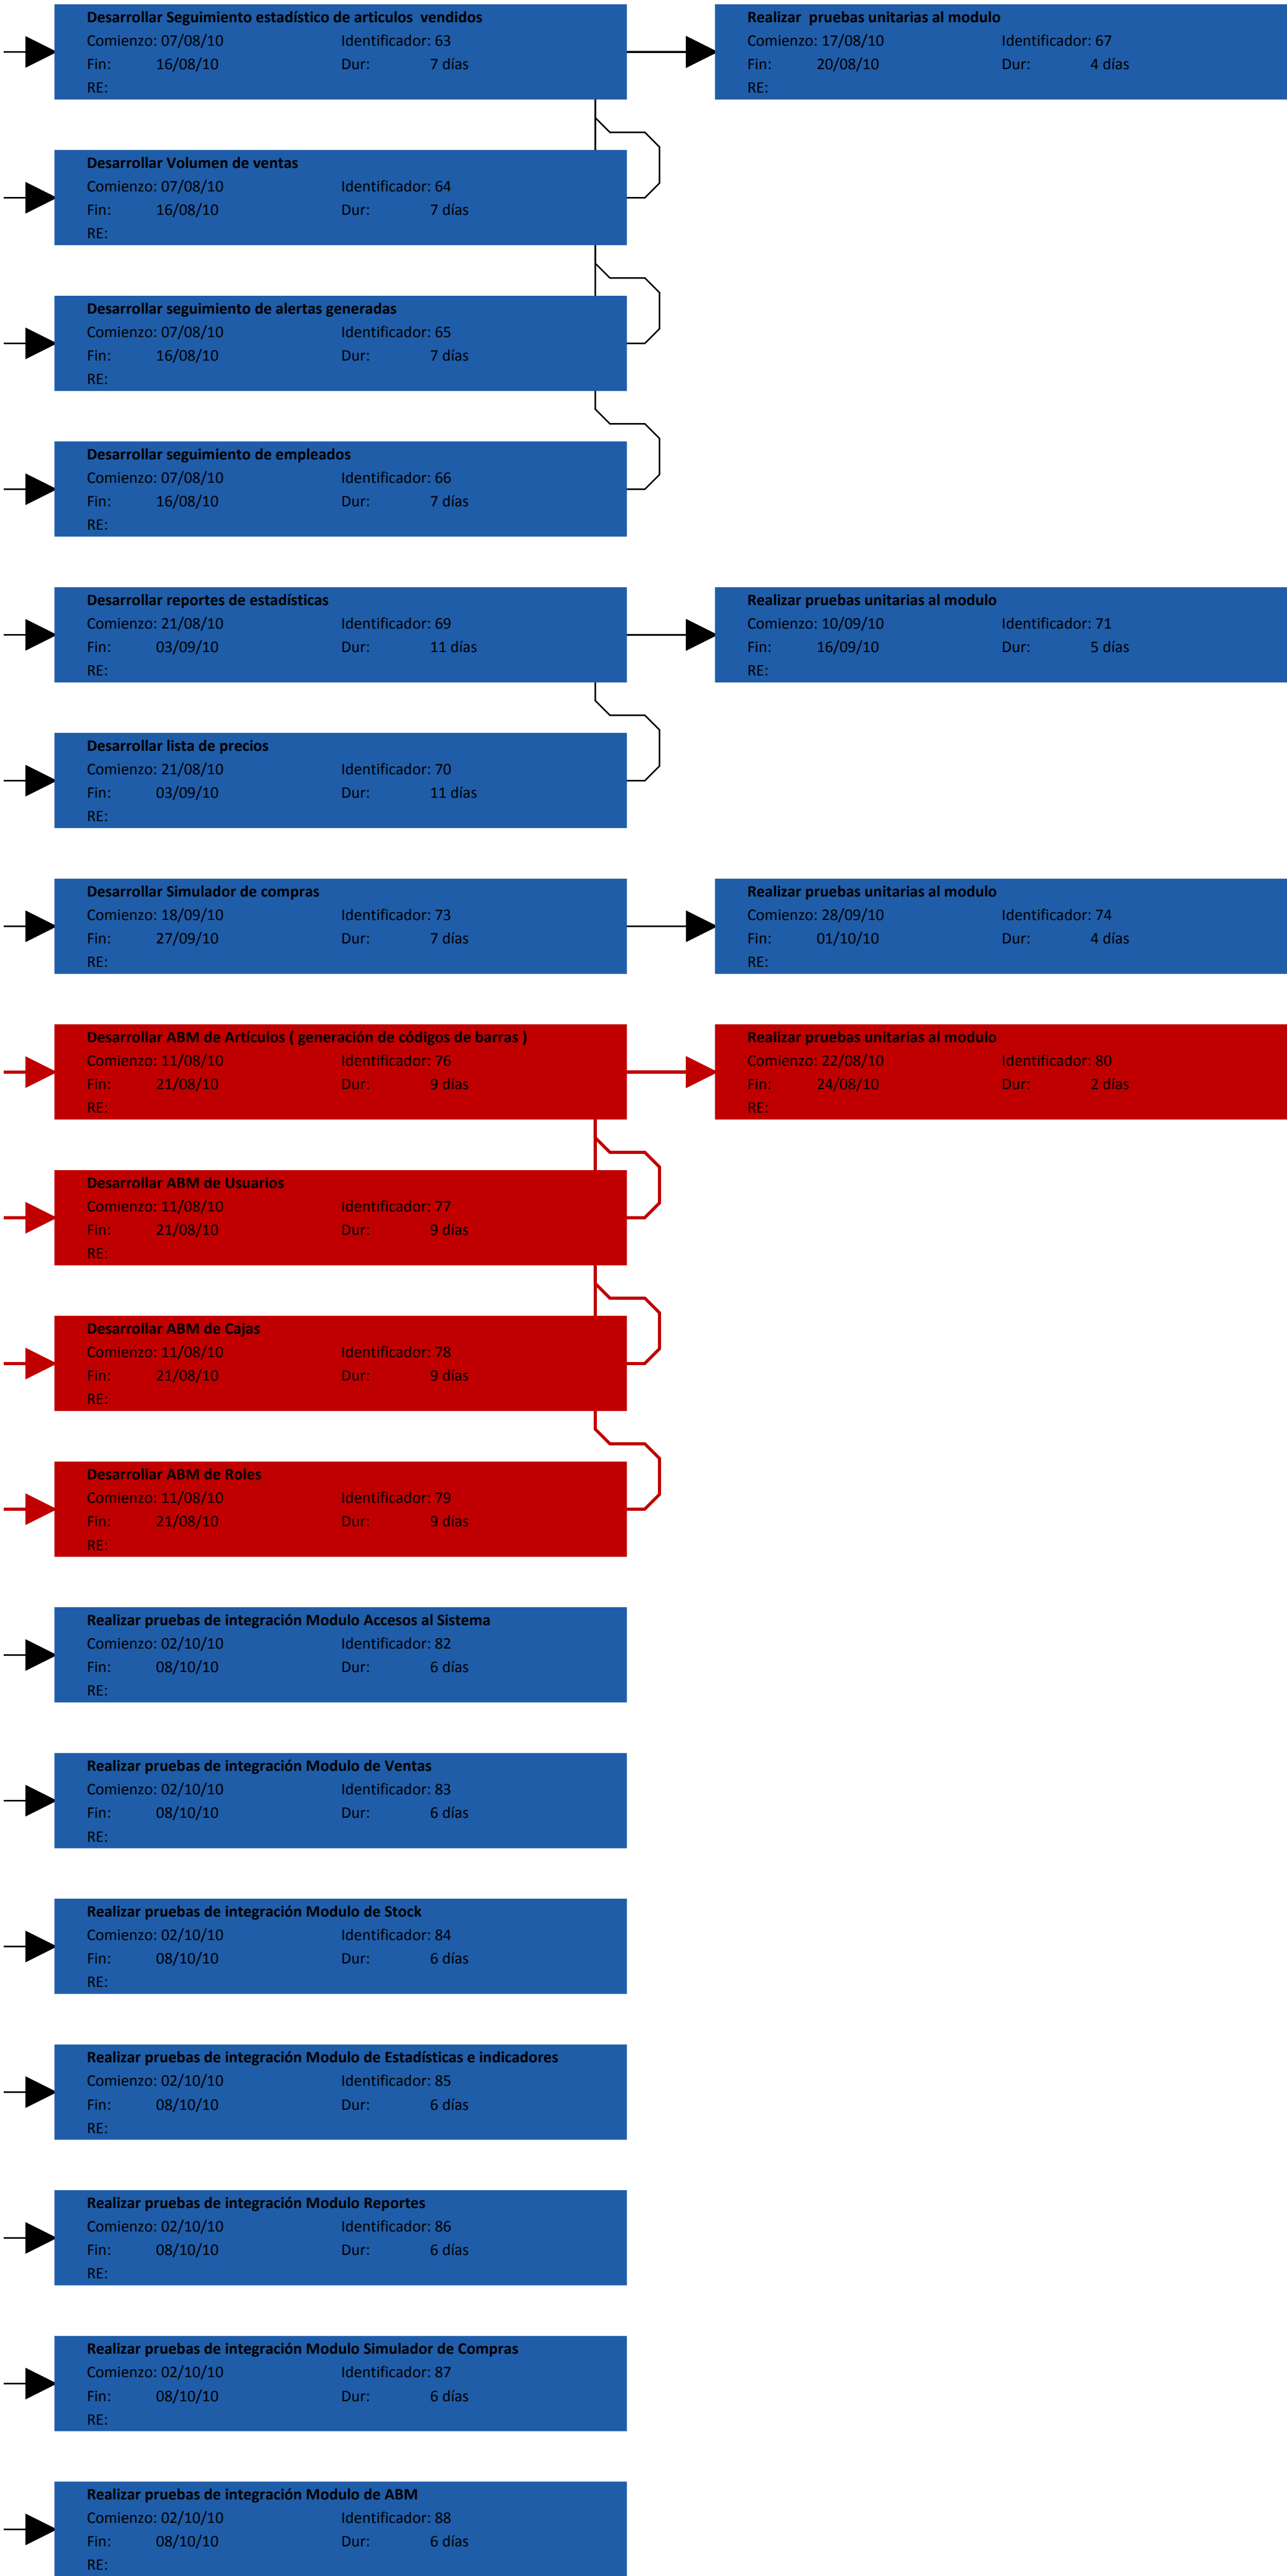 Desarrollar Seguimiento estadístico de articulos  vendidos
Comienzo: 07/08/10 Identificador: 63
Fin: 16/08/10 Dur: 7 días
RE:
Realizar  pruebas unitarias al modulo
Comienzo: 17/08/10 Identificador: 67
Fin: 20/08/10 Dur: 4 días
RE:
Desarrollar Volumen de ventas
Comienzo: 07/08/10 Identificador: 64
Fin: 16/08/10 Dur: 7 días
RE:
Desarrollar seguimiento de alertas generadas
Comienzo: 07/08/10 Identificador: 65
Fin: 16/08/10 Dur: 7 días
RE:
Desarrollar seguimiento de empleados
Comienzo: 07/08/10 Identificador: 66
Fin: 16/08/10 Dur: 7 días
RE:
Desarrollar reportes de estadísticas
Comienzo: 21/08/10 Identificador: 69
Fin: 03/09/10 Dur: 11 días
RE:
Realizar pruebas unitarias al modulo
Comienzo: 10/09/10 Identificador: 71
Fin: 16/09/10 Dur: 5 días
RE:
Desarrollar lista de precios
Comienzo: 21/08/10 Identificador: 70
Fin: 03/09/10 Dur: 11 días
RE:
Desarrollar Simulador de compras
Comienzo: 18/09/10 Identificador: 73
Fin: 27/09/10 Dur: 7 días
RE:
Realizar pruebas unitarias al modulo
Comienzo: 28/09/10 Identificador: 74
Fin: 01/10/10 Dur: 4 días
RE:
Desarrollar ABM de Artículos ( generación de códigos de barras )
Comienzo: 11/08/10 Identificador: 76
Fin: 21/08/10 Dur: 9 días
RE:
Realizar pruebas unitarias al modulo
Comienzo: 22/08/10 Identificador: 80
Fin: 24/08/10 Dur: 2 días
RE:
Desarrollar ABM de Usuarios
Comienzo: 11/08/10 Identificador: 77
Fin: 21/08/10 Dur: 9 días
RE:
Desarrollar ABM de Cajas
Comienzo: 11/08/10 Identificador: 78
Fin: 21/08/10 Dur: 9 días
RE:
Desarrollar ABM de Roles
Comienzo: 11/08/10 Identificador: 79
Fin: 21/08/10 Dur: 9 días
RE:
Realizar pruebas de integración Modulo Accesos al Sistema
Comienzo: 02/10/10 Identificador: 82
Fin: 08/10/10 Dur: 6 días
RE:
Realizar pruebas de integración Modulo de Ventas
Comienzo: 02/10/10 Identificador: 83
Fin: 08/10/10 Dur: 6 días
RE:
Realizar pruebas de integración Modulo de Stock
Comienzo: 02/10/10 Identificador: 84
Fin: 08/10/10 Dur: 6 días
RE:
Realizar pruebas de integración Modulo de Estadísticas e indicadores
Comienzo: 02/10/10 Identificador: 85
Fin: 08/10/10 Dur: 6 días
RE:
Realizar pruebas de integración Modulo Reportes
Comienzo: 02/10/10 Identificador: 86
Fin: 08/10/10 Dur: 6 días
RE:
Realizar pruebas de integración Modulo Simulador de Compras
Comienzo: 02/10/10 Identificador: 87
Fin: 08/10/10 Dur: 6 días
RE:
Realizar pruebas de integración Modulo de ABM
Comienzo: 02/10/10 Identificador: 88
Fin: 08/10/10 Dur: 6 días
RE: